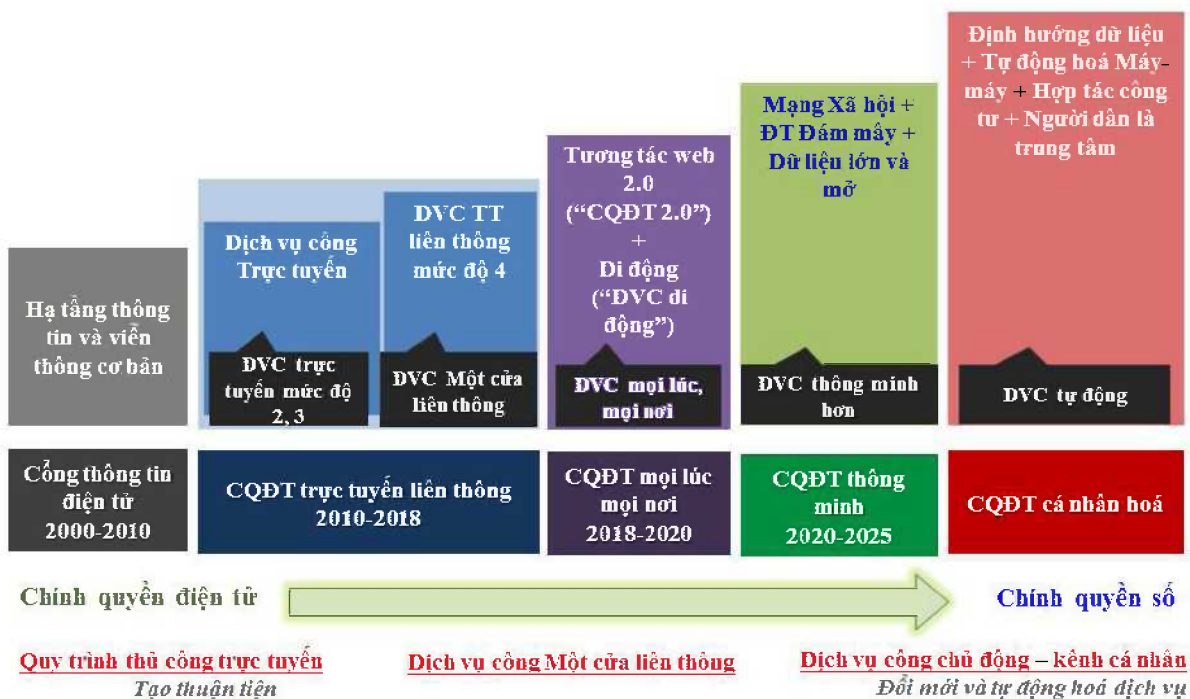 Hạ tầng thông
tin và viễn
thông cơ bản
Dịch vụ công
Trực tuyến
ĐVC trực
tuyến mức độ
2, 3
DVC TT
liên thông
mức độ 4
ĐVC Một cửa
liên thông
Tương tác web
2.0
(“CQĐT 2.0”)
+
Di động
(“ĐVC di
động”)
ĐVC mọi lúc,
mọi nơi
Mạng Xã hội +
ĐT Đám mây +
Dữ liệu lớn và
mở
ĐVC thông minh
hơn
Định hướng dữ liệu
+ Tự động hoá Máy-
máy + Hợp tác công
tư + Người dân là
trung tâm
DVC tự động
Cổng thông tin
điện tử
2000-2010
CQĐT trực tuyến liên thông
2010-2018
CQĐT mọi lúc
mọi nơi
2018-2020
CQĐT thông
minh
2020-2025
CQĐT cá nhân hoá
Chính quyền điện tử
Chính quyền số
Quy trình thủ công trực tuyến
Tạo thuận tiện
Dịch vụ công Một cửa liên thông
Dịch vụ công chủ động – kênh cá nhân
Đổi mới và tự động hoá dịch vụ